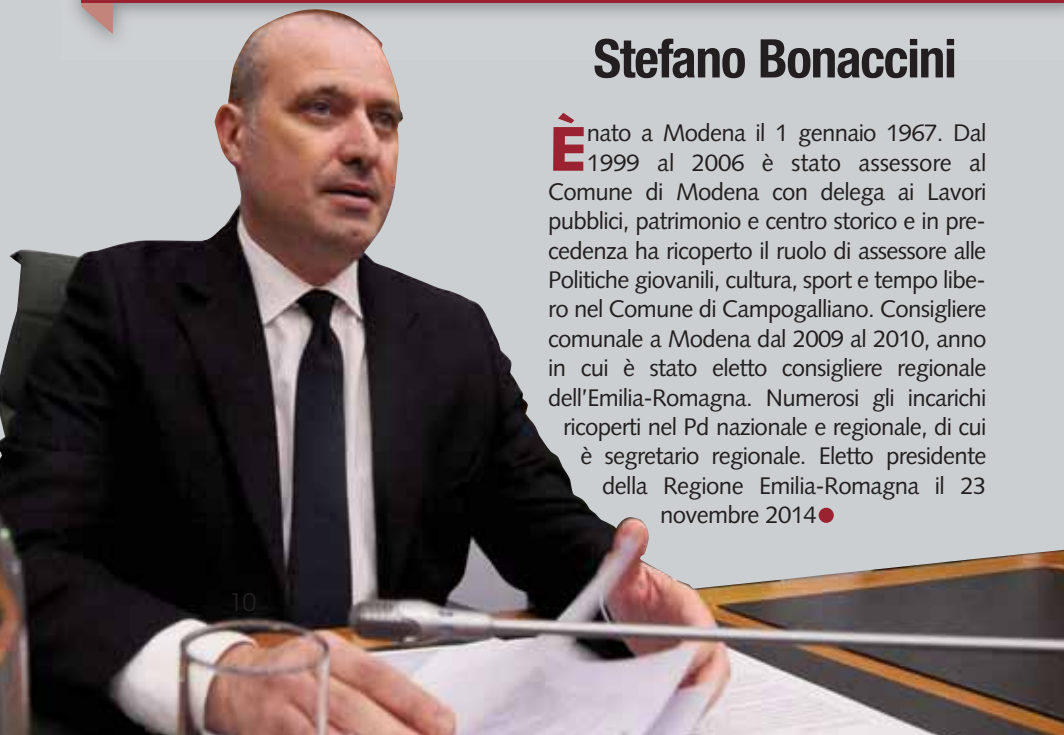 Stefano Bonaccini
È nato a Modena il 1 gennaio 1967. Dal
1999 al 2006 è stato assessore al
Comune di Modena con delega ai Lavori
pubblici, patrimonio e centro storico e in pre-
cedenza ha ricoperto il ruolo di assessore alle
Politiche giovanili, cultura, sport e tempo libe-
ro nel Comune di Campogalliano. Consigliere
comunale a Modena dal 2009 al 2010, anno
in cui è stato eletto consigliere regionale
dell'Emilia-Romagna. Numerosi gli incarichi
ricoperti nel Pd nazionale e regionale, di cui
è segretario regionale. Eletto presidente
della Regione Emilia-Romagna il 23
novembre 2014
10